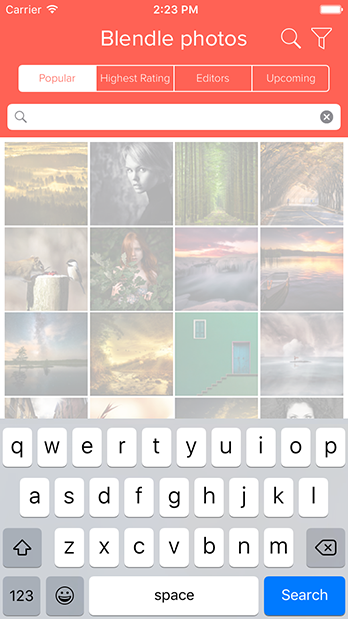 Carrier 2:23 PM
Blendle photos
Popular Highest Rating Editors Upcoming
q w e r t y u i o p
a s d f g h j k l
z x c v b n m
123 space Search